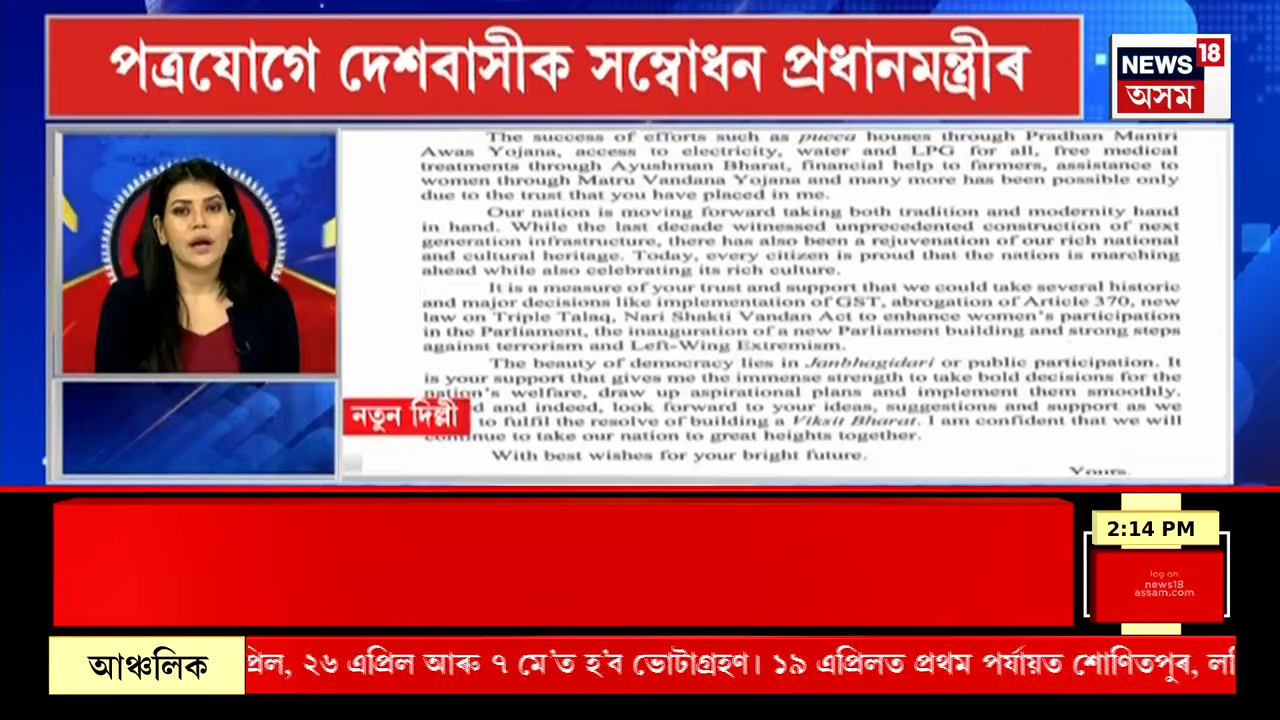 পত্ৰযোগে দেশবাসীক সম্বোধন প্ৰধানমন্ত্ৰীৰ
NEWS 18
অসম
The success of efforts such as pucca houses through Pradhan Mantri
Awas Yojana, access to electricity, water and LPG for all, free medical
treatments through Ayushman Bharat, financial help to farmers, assistance to
women through Matru Vandana Yojana and many more has been possible only
due to the trust that you have placed in me.
Our nation is moving forward taking both tradition and modernity hand
in hand. While the last decade witnessed unprecedented construction of next
generation infrastructure, there has also been a rejuvenation of our rich national
and cultural heritage. Today, every citizen is proud that the nation is marching
ahead while also celebrating its rich culture.
It is a measure of your trust and support that we could take several historic
and major decisions like implementation of GST, abrogation of Article 370, new
law on Triple Talaq, Nari Shakti Vandan Act to enhance women's participation
in the Parliament, the inauguration of a new Parliament building and strong steps
against terrorism and Left-Wing Extremism.
The beauty of democracy lies in Janbhagidari or public participation. It
is your support that gives me the immense strength to take bold decisions for the
nation's welfare, draw up aspirational plans and implement them smoothly.
and indeed, look forward to your ideas, suggestions and support as we
to fulfil the resolve of building a Viksit Bharat. I am confident that we will
continue to take our nation to great heights together.
With best wishes for your bright future.
Yours,
নতুন দিল্লী
2:14 PM
log on
news18
assam.com
আঞ্চলিক
প্ৰিল, ২৬ এপ্ৰিল আৰু ৭ মে'ত হ'ব ভোটাগ্ৰহণ। ১৯ এপ্ৰিলত প্ৰথম পৰ্যায়ত শোণিতপুৰ,